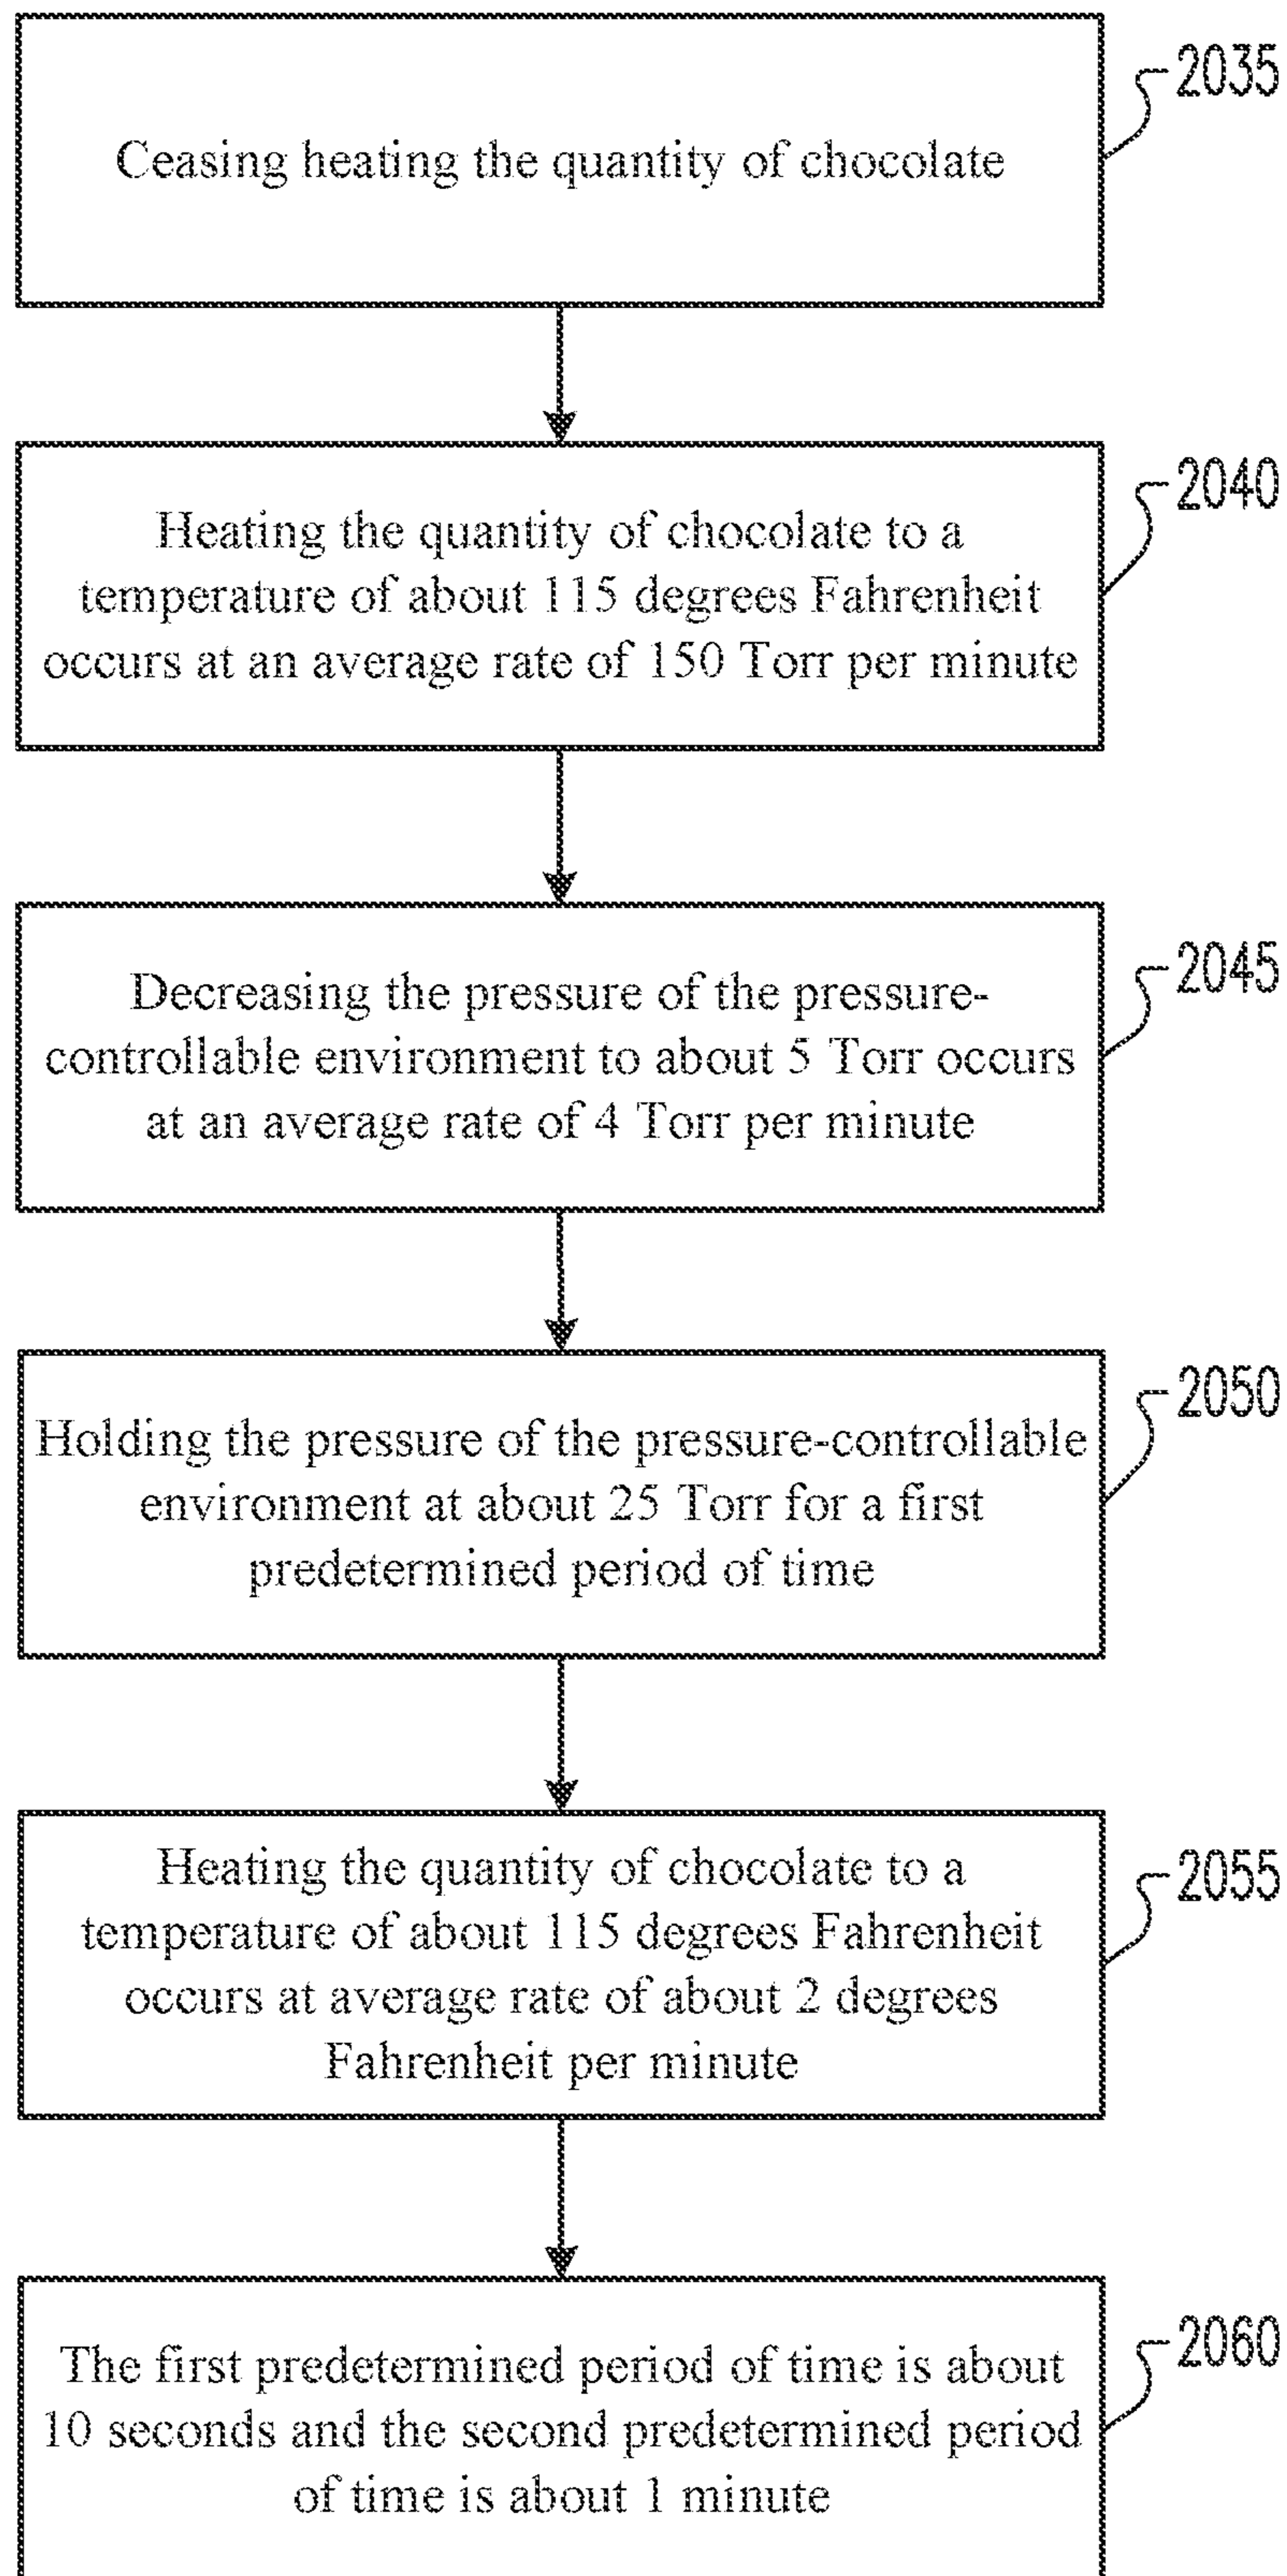 Ceasing heating the quantity of chocolate
2035
Heating the quantity of chocolate to a
temperature of about 115 degrees Fahrenheit
occurs at an average rate of 150 Torr per minute
2040
Decreasing the pressure of the pressure-
controllable environment to about 5 Torr occurs
at an average rate of 4 Torr per minute
2045
Holding the pressure of the pressure-controllable
environment at about 25 Torr for a first
predetermined period of time
2050
Heating the quantity of chocolate to a
temperature of about 115 degrees Fahrenheit
occurs at average rate of about 2 degrees
Fahrenheit per minute
2055
The first predetermined period of time is about
10 seconds and the second predetermined period
of time is about 1 minute
2060